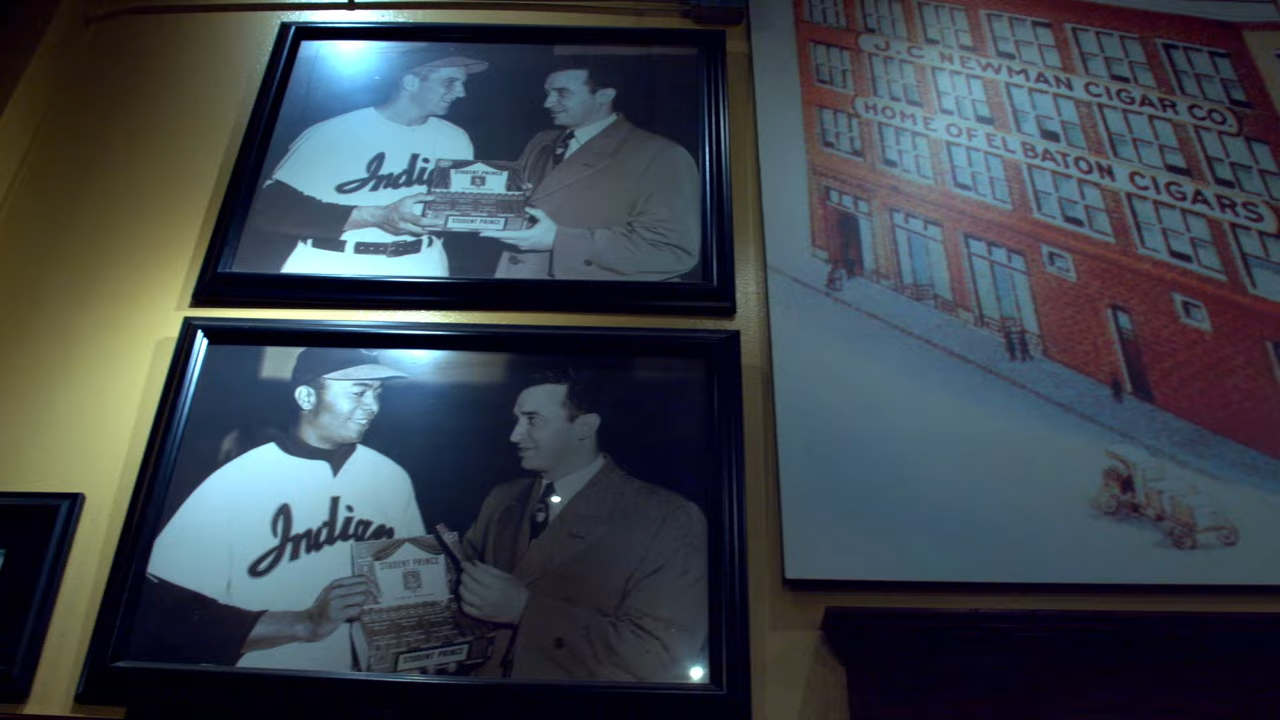 Indi
STUDENT PRINCE
STUDENT PRINCE
Indian
STUDENT PRINCE
STUDENT PRINCE
J.C. NEWMAN CIGAR CO.
HOME OF EL BATON CIGARS